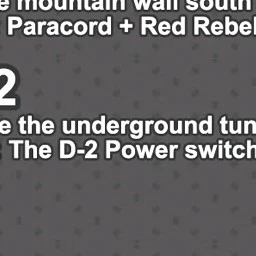 mountain wall south
Paracord + Red Rebel
2
the underground tun
The D-2 Power switch